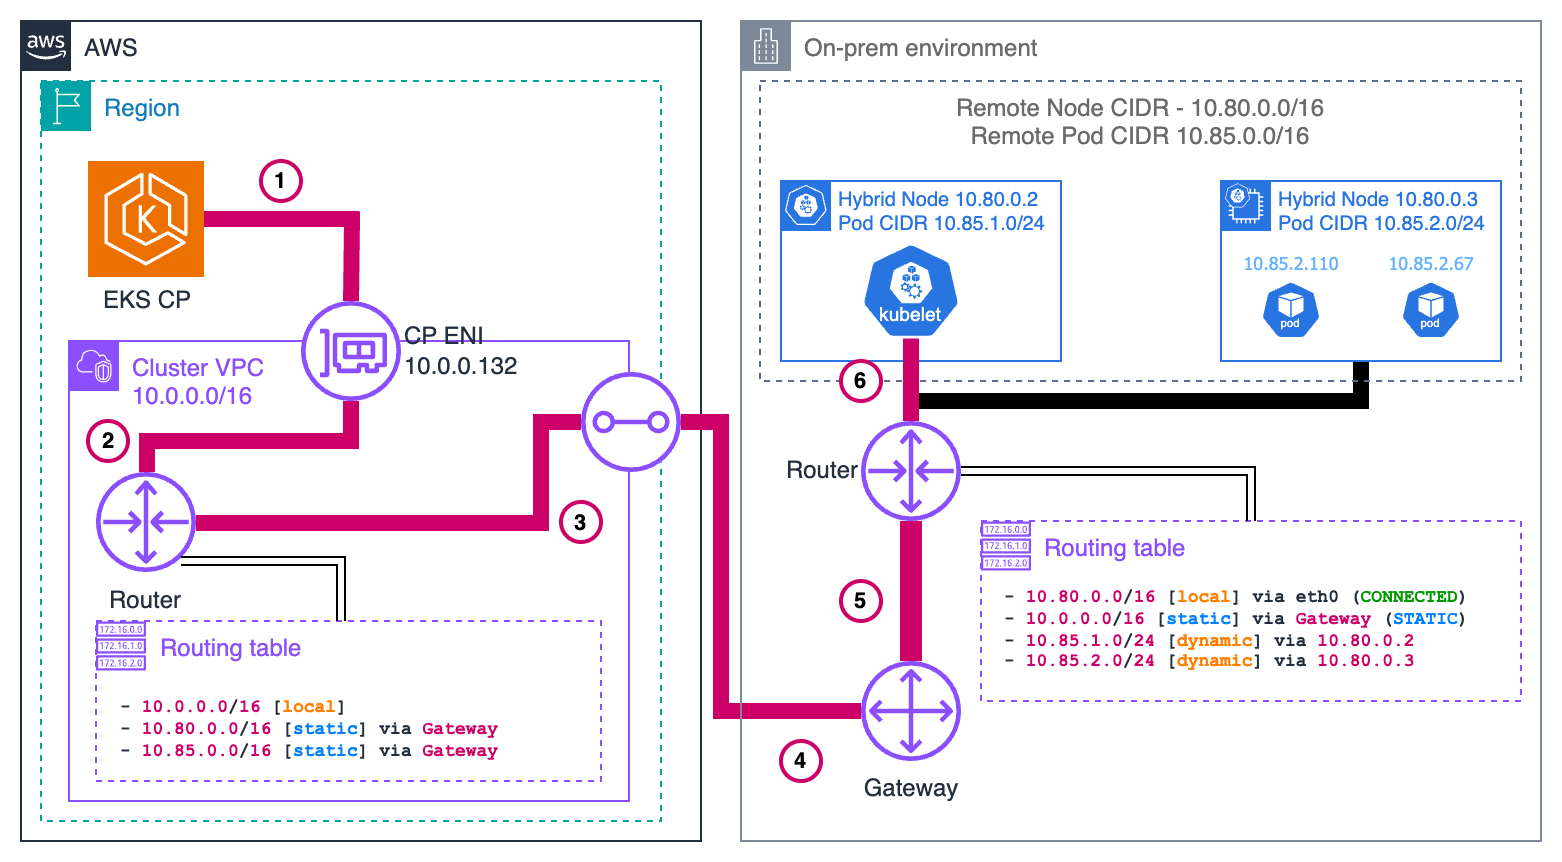 aws
AWS
Region
1
K
EKS CP
CP ENI
10.0.0.132
Cluster VPC
10.0.0.0/16
2
3
Router
172.16.0.0
172.16.1.0
172.16.2.0
Routing table
- 10.0.0.0/16 [local]
- 10.80.0.0/16 [static] via Gateway
- 10.85.0.0/16 [static] via Gateway
On-prem environment
Remote Node CIDR - 10.80.0.0/16
Remote Pod CIDR 10.85.0.0/16
Hybrid Node 10.80.0.2
Pod CIDR 10.85.1.0/24
kubelet
Hybrid Node 10.80.0.3
Pod CIDR 10.85.2.0/24
10.85.2.110
10.85.2.67
pod
pod
6
Router
5
172.16.0.0
172.16.1.0
172.16.2.0
Routing table
- 10.80.0.0/16 [local] via eth0 (CONNECTED)
- 10.0.0.0/16 [static] via Gateway (STATIC)
- 10.85.1.0/24 [dynamic] via 10.80.0.2
- 10.85.2.0/24 [dynamic] via 10.80.0.3
4
Gateway